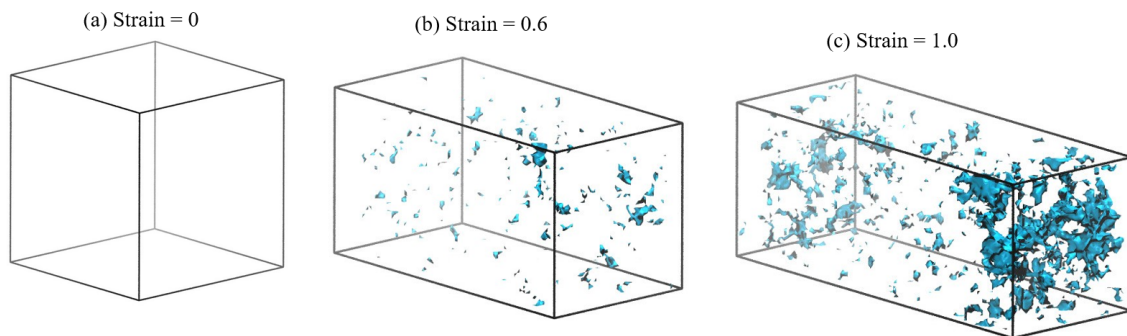 (a) Strain = 0
(b) Strain = 0.6
(c) Strain = 1.0